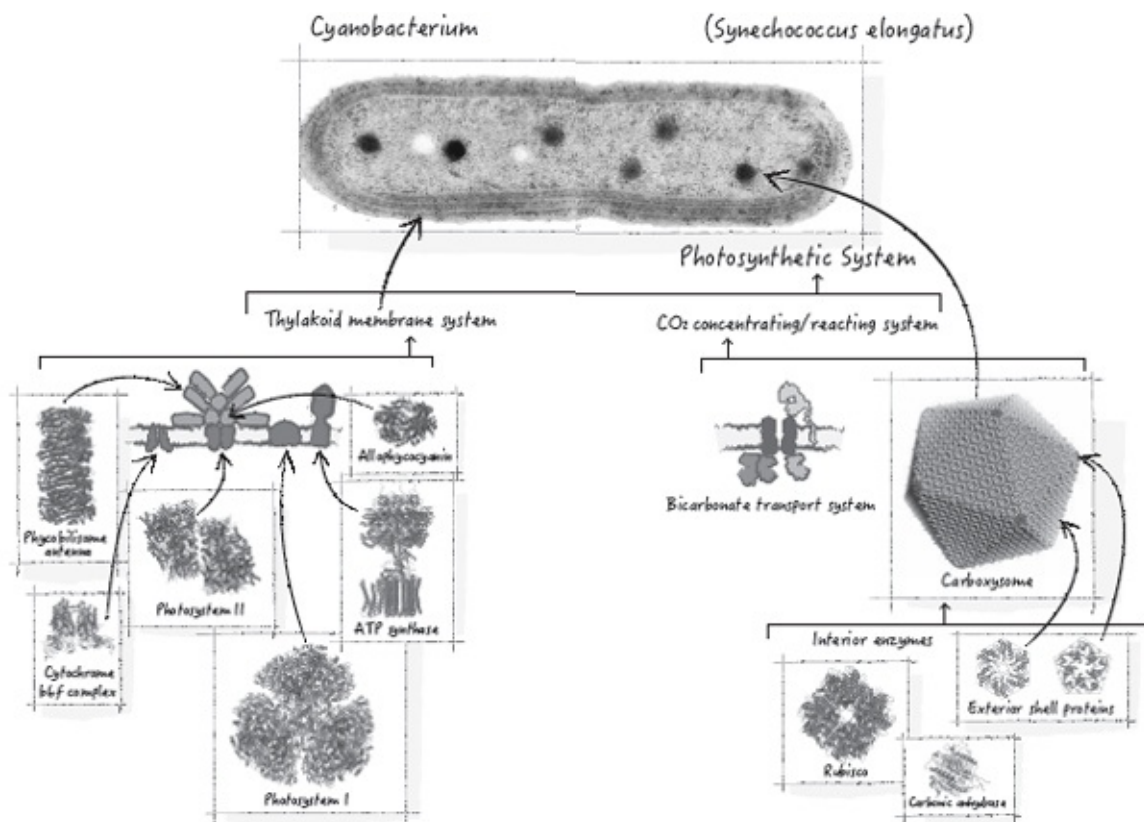 Cyanobacterium
(Synechococcus elongatus)
Photosynthetic System
Thylakoid membrane system
CO₂ concentrating/reacting system
Phycobilisome
antenna
Allophycocyanin
Photosystem II
ATP synthase
Cytochrome
b6f complex
Photosystem I
Bicarbonate transport system
Carboxysome
Interior enzymes
Rubisco
Carbonic anhydrase
Exterior shell proteins